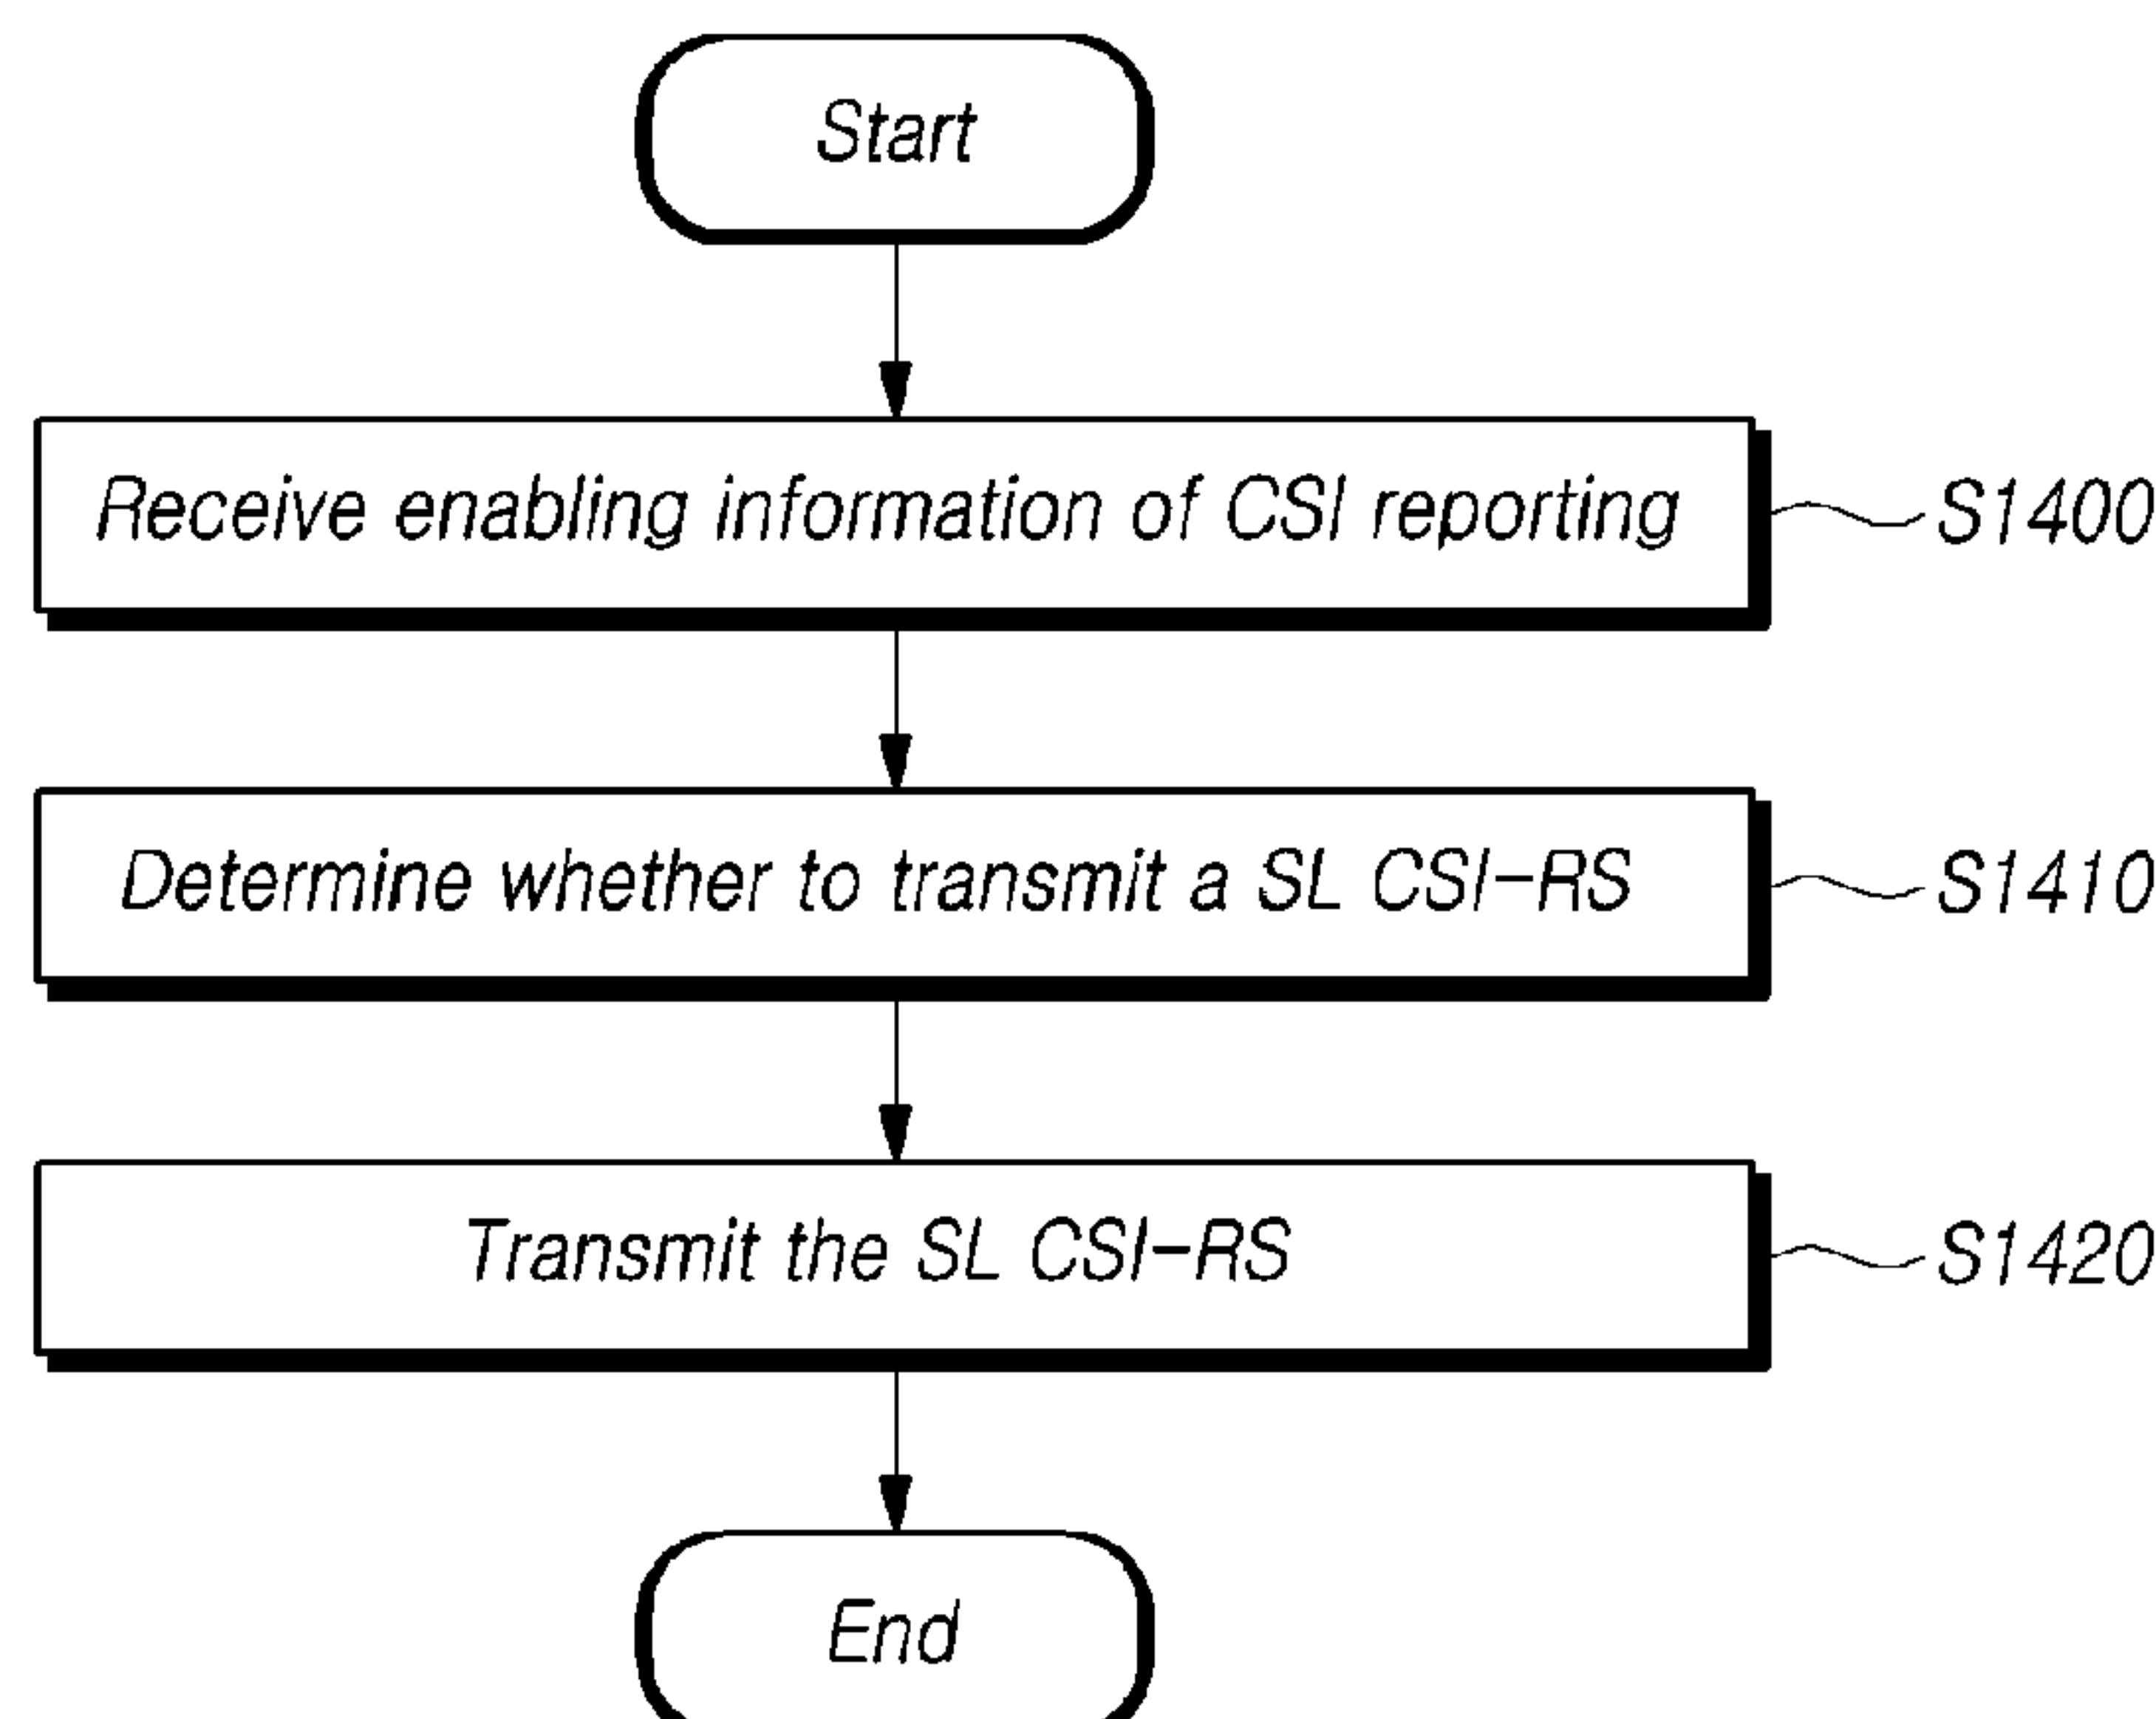 Start
Receive enabling information of CSI reporting
S1400
Determine whether to transmit a SL CSI-RS
S1410
Transmit the SL CSI-RS
S1420
End